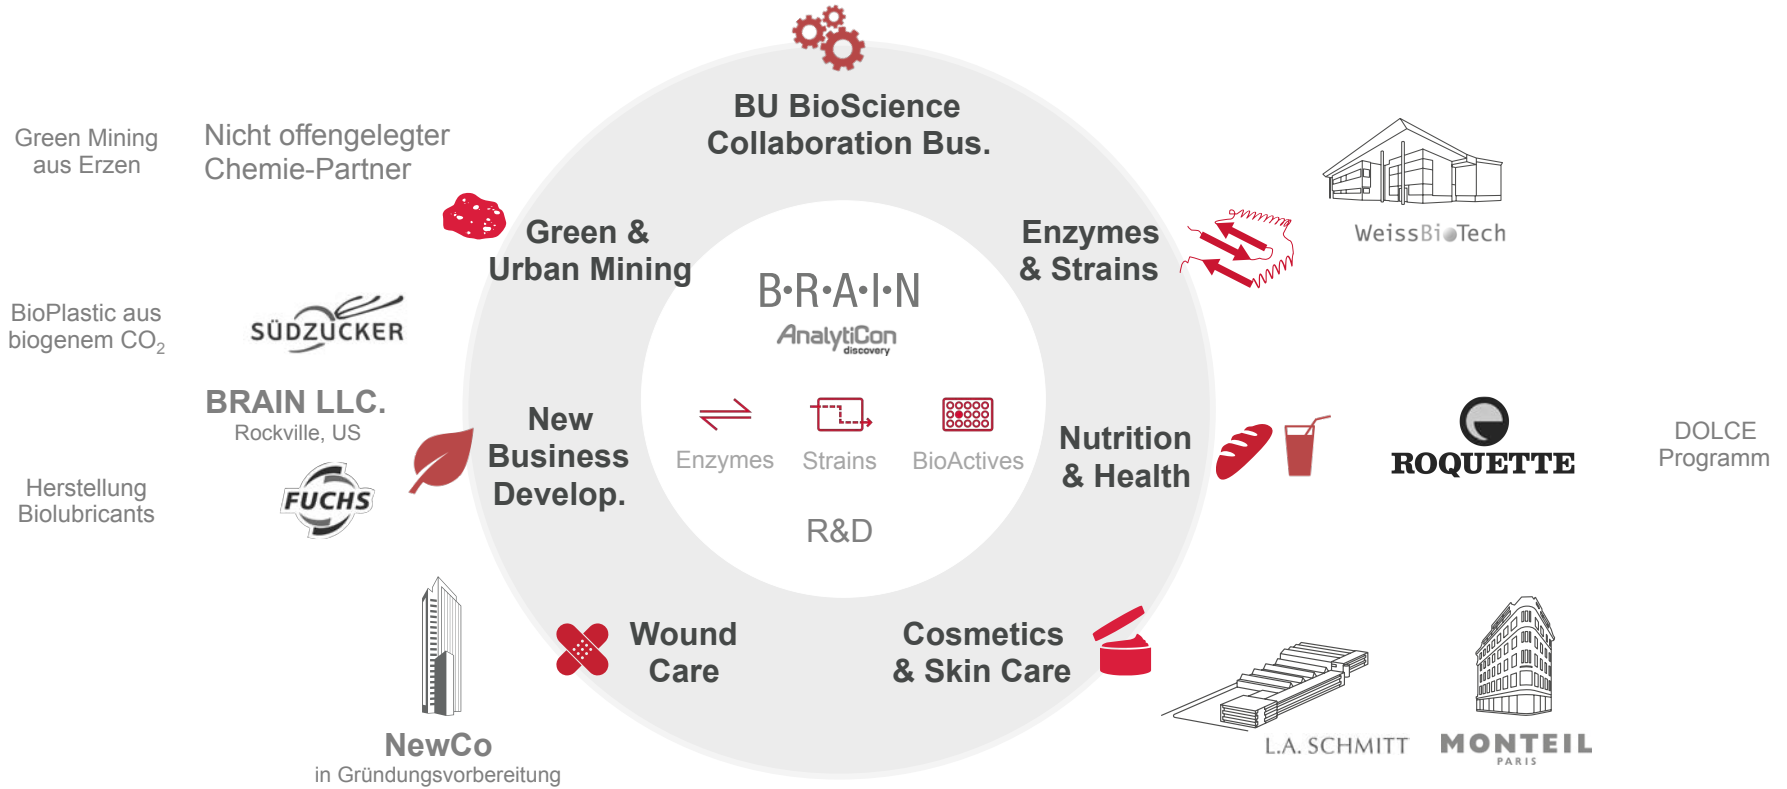 BU BioScience
Collaboration Bus.
Green Mining
aus Erzen
Nicht offengelegter
Chemie-Partner
Green &
Urban Mining
Enzymes
& Strains
WeissBioTech
B·R·A·I·N
AnalytiCon
discovery
BioPlastic aus
biogenem CO₂
SÜDZUCKER
BRAIN LLC.
Rockville, US
New
Business
Develop.
Enzymes
Strains
BioActives
R&D
Nutrition
& Health
ROQUETTE
DOLCE
Programm
Herstellung
Biolubricants
FUCHS
Wound
Care
Cosmetics
& Skin Care
NewCo
in Gründungsvorbereitung
L.A. SCHMITT
MONTEIL
PARIS